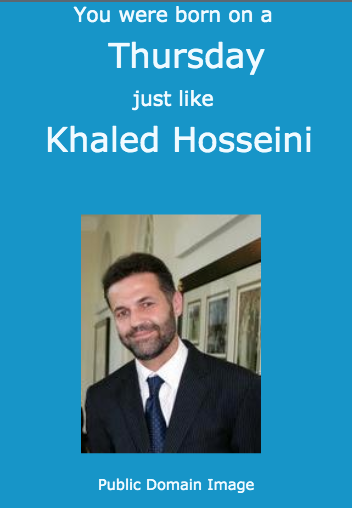 You were born on a
Thursday
just like
Khaled Hosseini
Public Domain Image